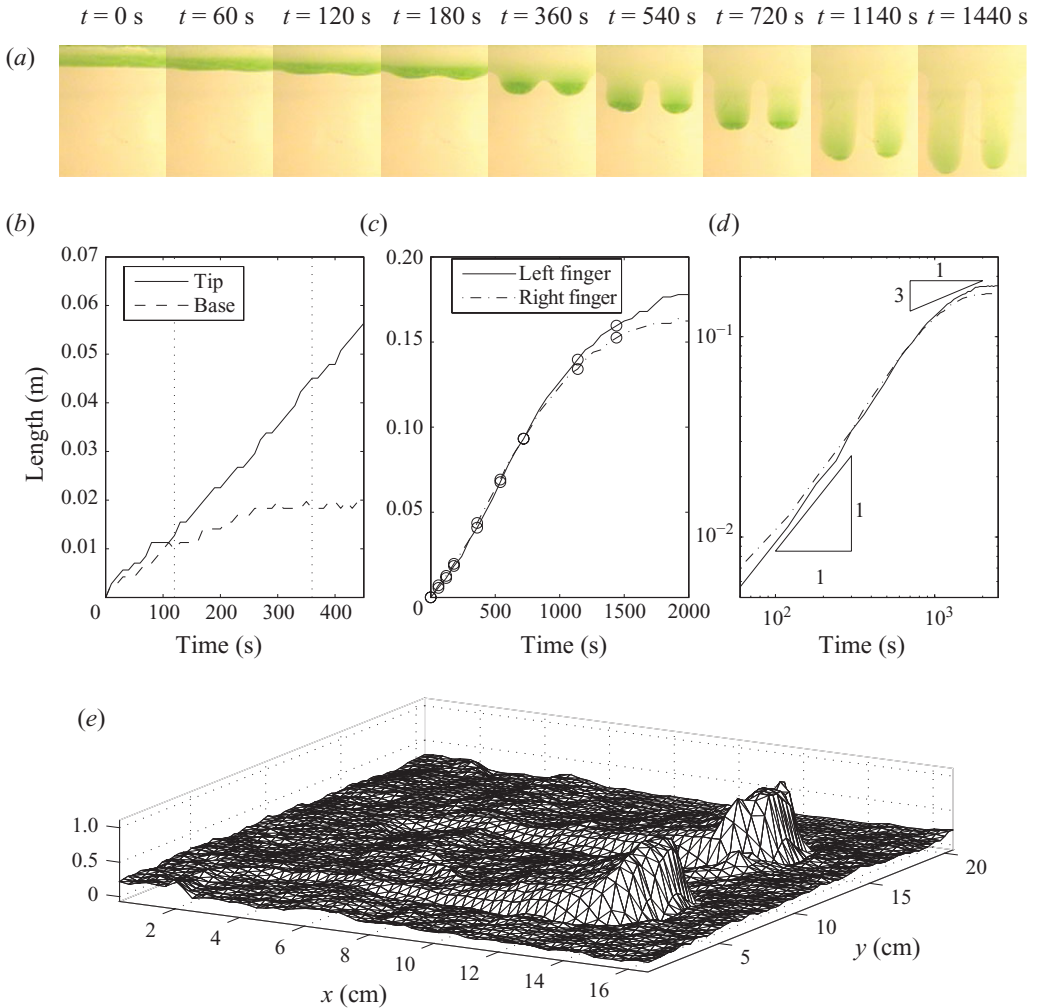 t = 0 s t = 60 s t = 120 s t = 180 s t = 360 s t = 540 s t = 720 s t = 1140 s t = 1440 s
(a)
(b) (c) (d)
Length (m)
0.07
0.06
0.05
0.04
0.03
0.02
0.01
0 100 200 300 400
Time (s)
Tip
Base
0.20
0.15
0.10
0.05
0
500 1000 1500 2000
Time (s)
Left finger
Right finger
10⁻¹
10⁻²
10² 10³
Time (s)
1
3
1
1
(e)
1.0
0.5
0
2 4 6 8 10 12 14 16
x (cm)
5 10 15 20
y (cm)